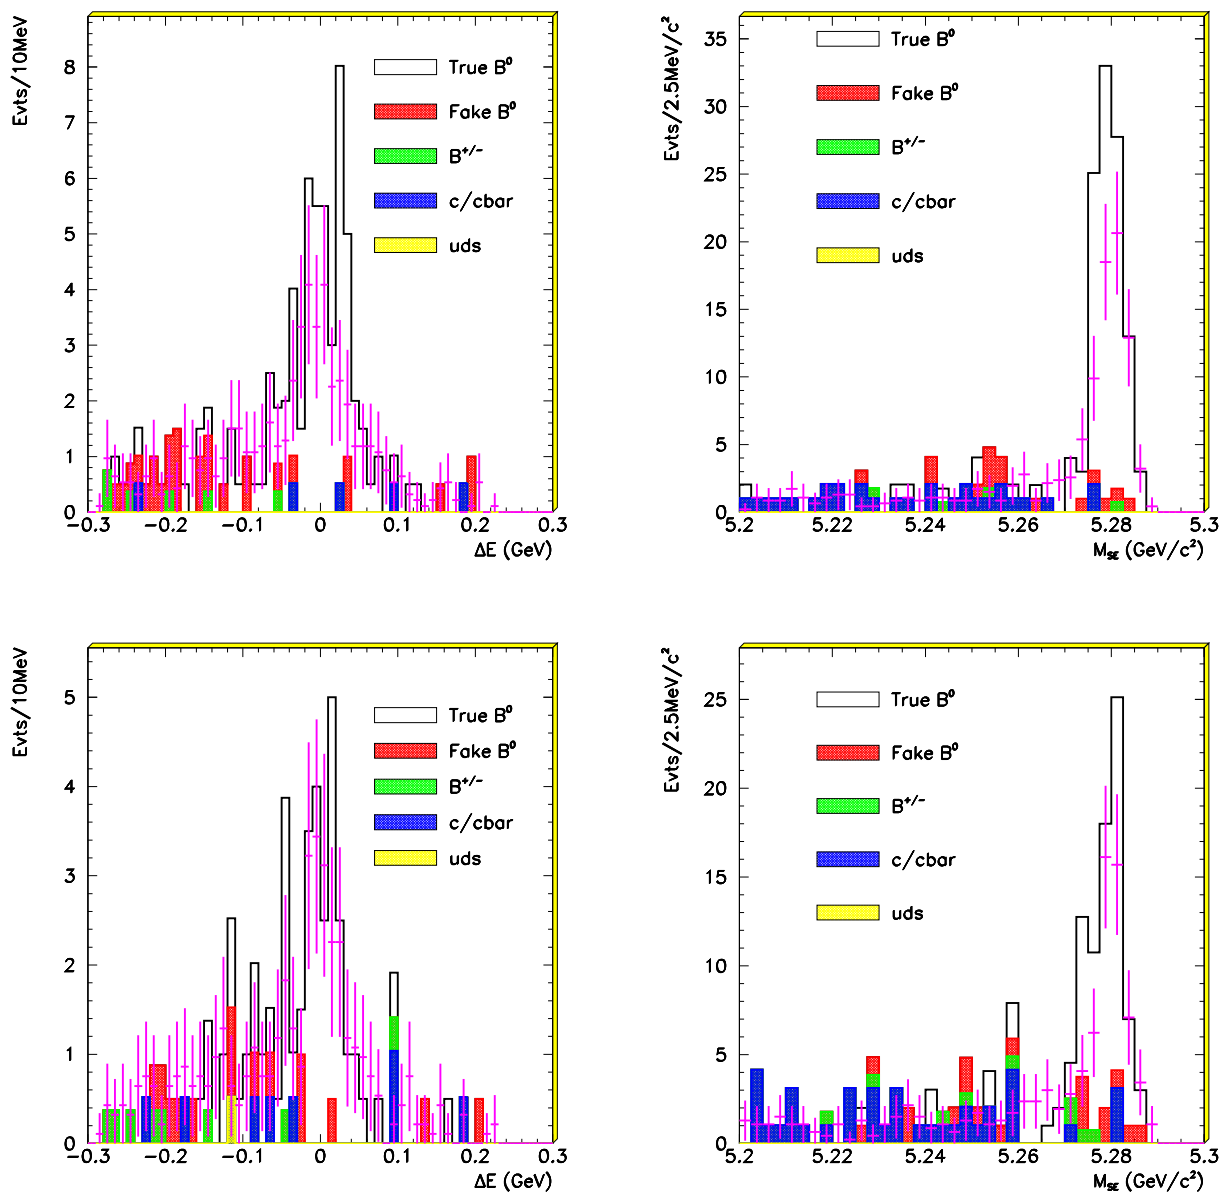 Evts/10MeV
8
7
6
5
4
3
2
1
0
True B⁰
Fake B⁰
B⁺/⁻
c/cbar
uds
−0.3 −0.2 −0.1 0 0.1 0.2 0.3
ΔE (GeV)
Evts/2.5MeV/c²
35
30
25
20
15
10
5
0
True B⁰
Fake B⁰
B⁺/⁻
c/cbar
uds
5.2 5.22 5.24 5.26 5.28 5.3
M_SE (GeV/c²)
Evts/10MeV
5
4
3
2
1
0
True B⁰
Fake B⁰
B⁺/⁻
c/cbar
uds
−0.3 −0.2 −0.1 0 0.1 0.2 0.3
ΔE (GeV)
Evts/2.5MeV/c²
25
20
15
10
5
0
True B⁰
Fake B⁰
B⁺/⁻
c/cbar
uds
5.2 5.22 5.24 5.26 5.28 5.3
M_SE (GeV/c²)